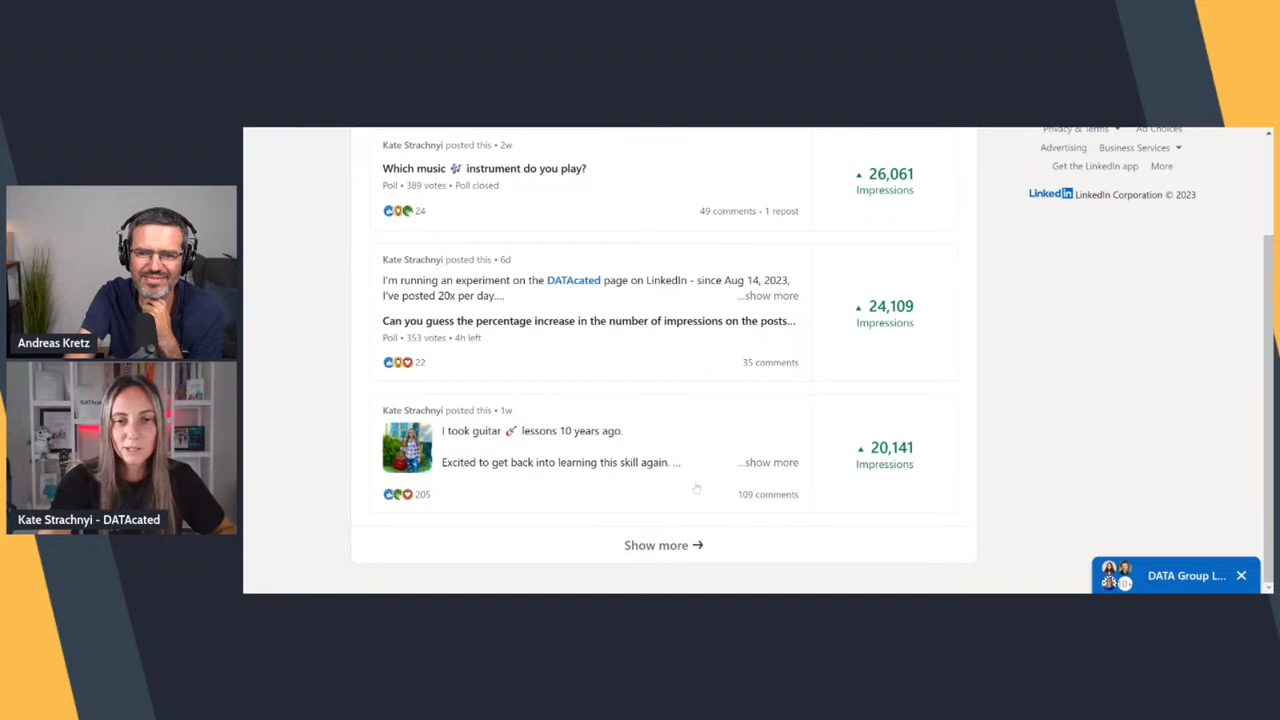 Privacy & Terms
Ad Choices
Advertising
Business Services
Get the LinkedIn app
More
LinkedIn LinkedIn Corporation © 2023
Kate Strachnyi posted this • 2w
Which music 🎶 instrument do you play?
Poll • 389 votes • Poll closed
24
49 comments • 1 repost
26,061
Impressions
Kate Strachnyi posted this • 6d
I'm running an experiment on the DATAcated page on LinkedIn - since Aug 14, 2023,
I've posted 20x per day....
...show more
Can you guess the percentage increase in the number of impressions on the posts...
Poll • 353 votes • 4h left
22
35 comments
24,109
Impressions
Kate Strachnyi posted this • 1w
I took guitar 🎸 lessons 10 years ago.
Excited to get back into learning this skill again. ...
...show more
205
109 comments
20,141
Impressions
Show more →
DATA Group L...
Andreas Kretz
Kate Strachnyi - DATAcated